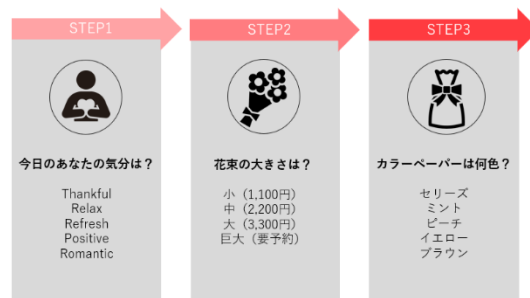 STEP1
今日のあなたの気分は？
Thankful
Relax
Refresh
Positive
Romantic
STEP2
花束の大きさは？
小（1,100円）
中（2,200円）
大（3,300円）
巨大（要予約）
STEP3
カラーペーパーは何色？
セリーズ
ミント
ピーチ
イエロー
ブラウン